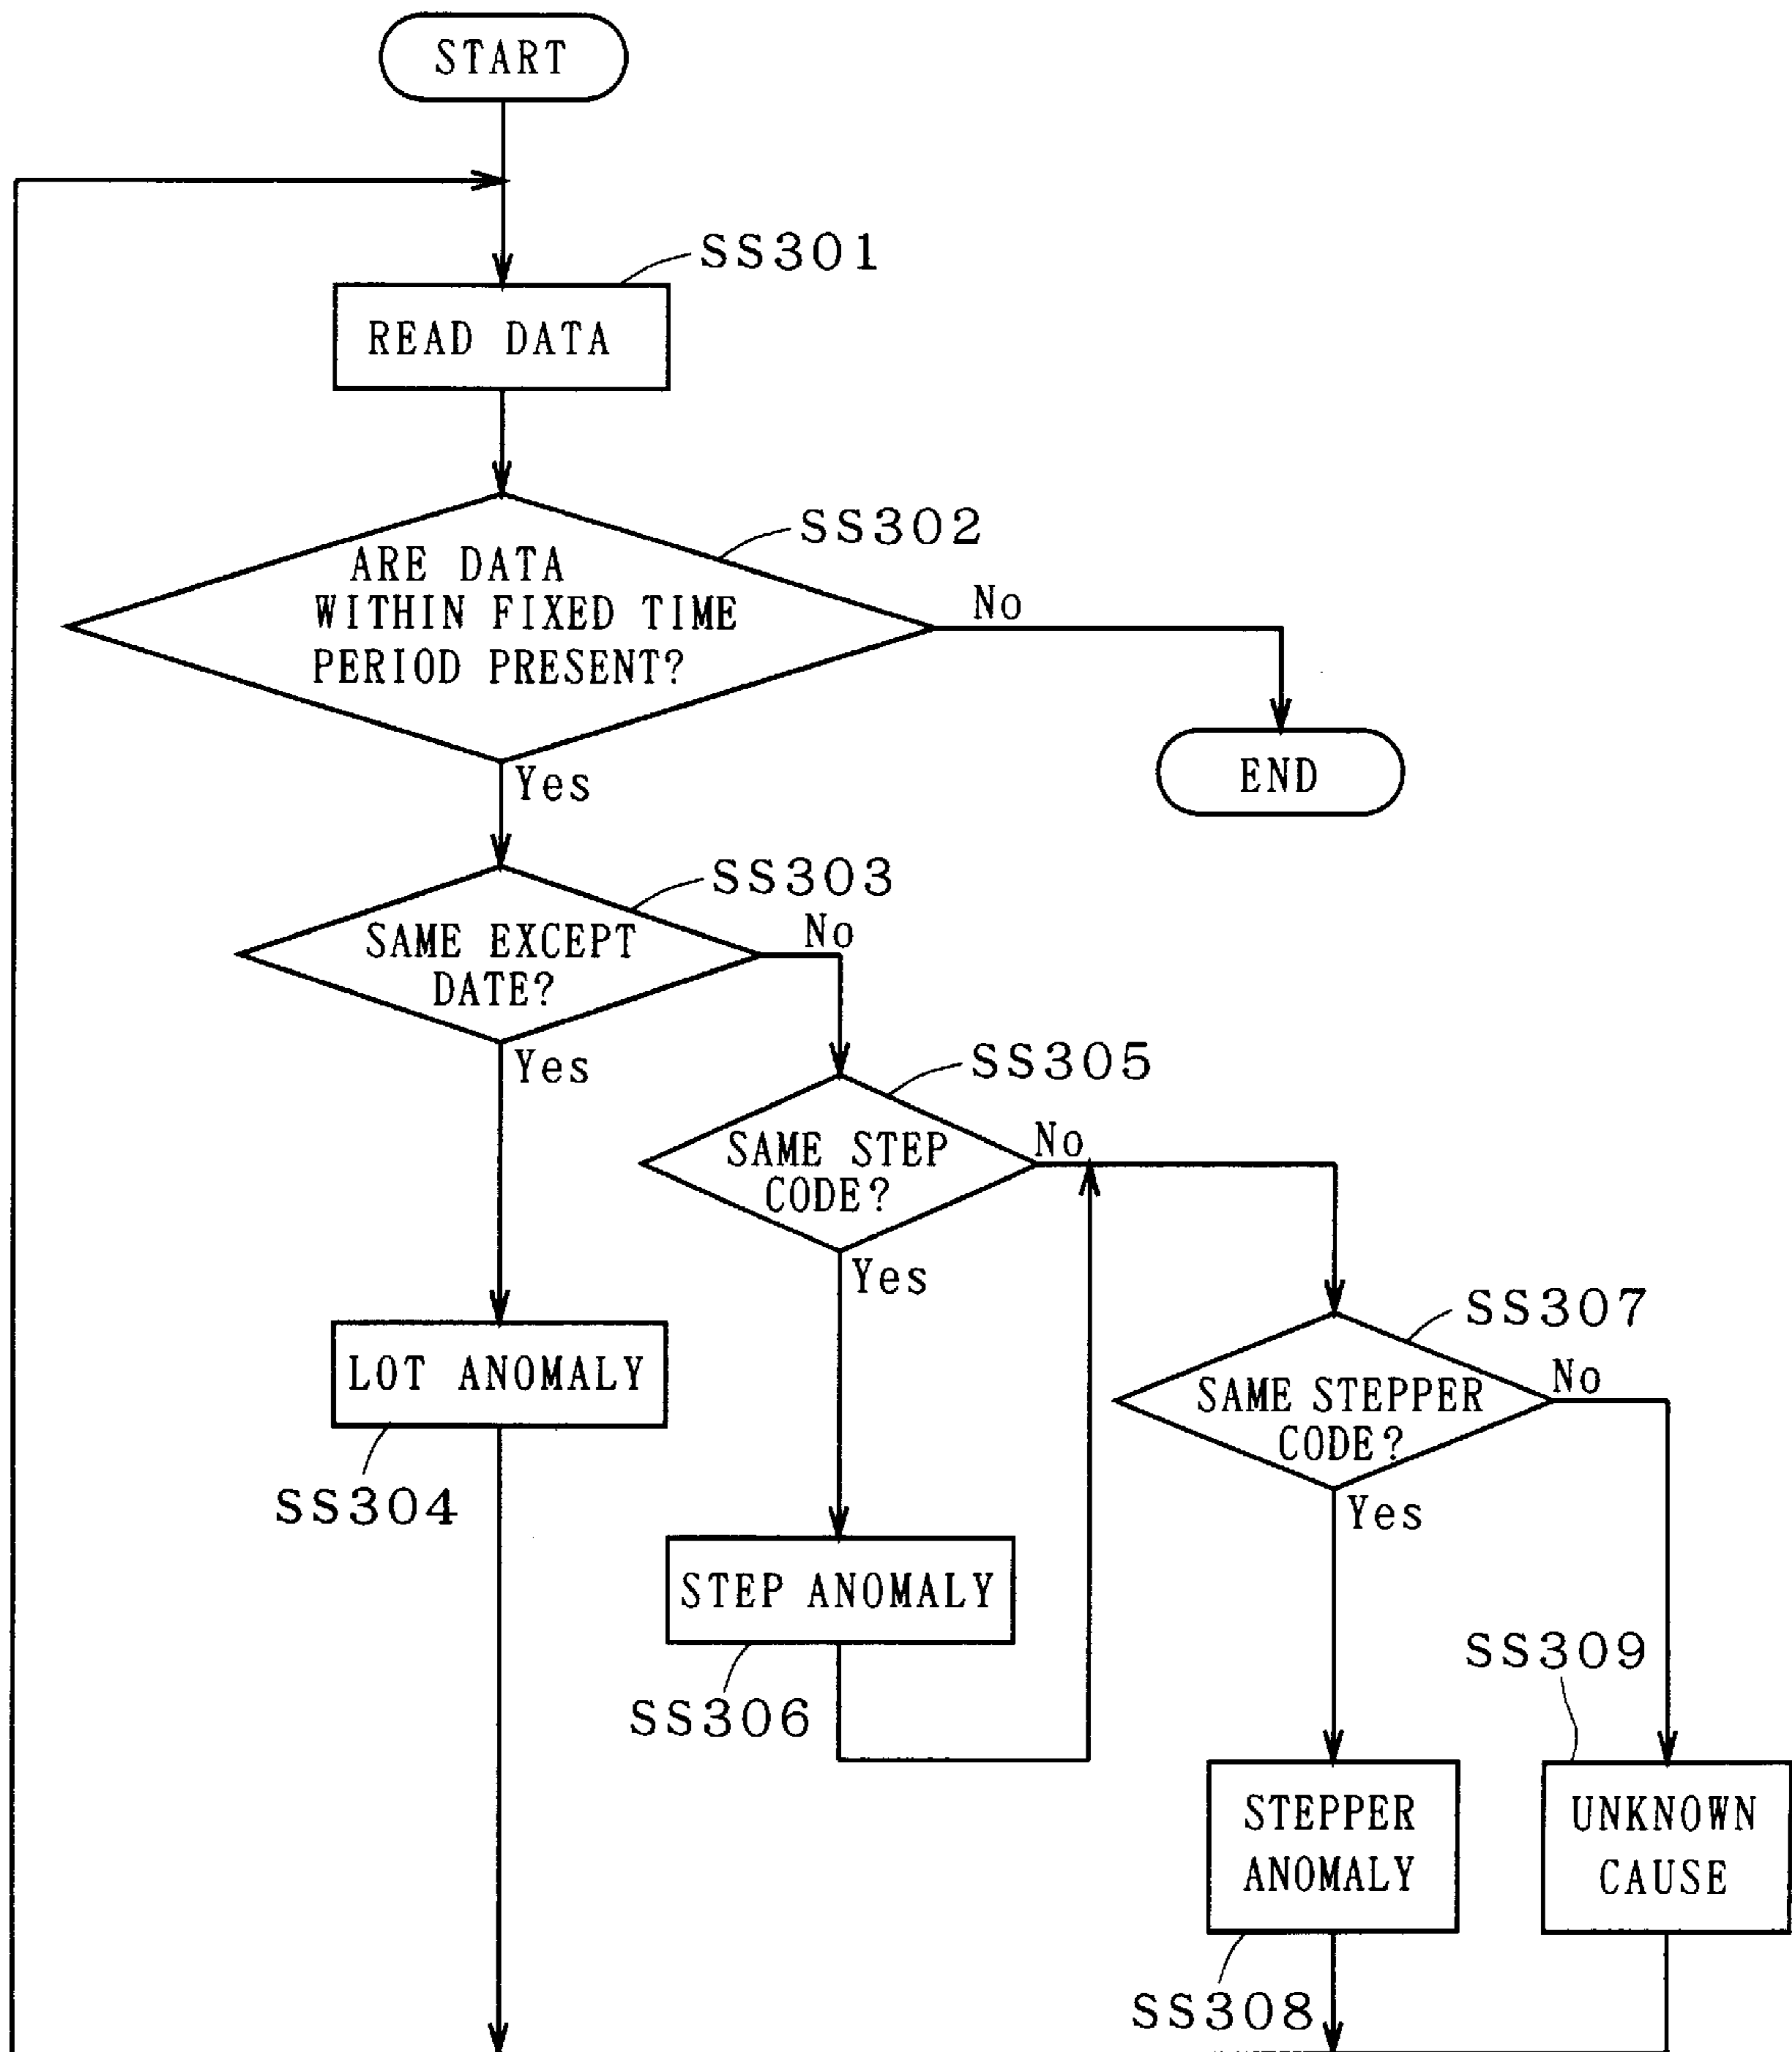 START
SS301
READ DATA
SS302
ARE DATA
WITHIN FIXED TIME
PERIOD PRESENT?
No
Yes
END
SS303
SAME EXCEPT
DATE?
No
Yes
SS305
SAME STEP
CODE?
No
Yes
SS307
SAME STEPPER
CODE?
No
Yes
LOT ANOMALY
SS304
STEP ANOMALY
SS306
SS309
STEPPER
ANOMALY
SS308
UNKNOWN
CAUSE